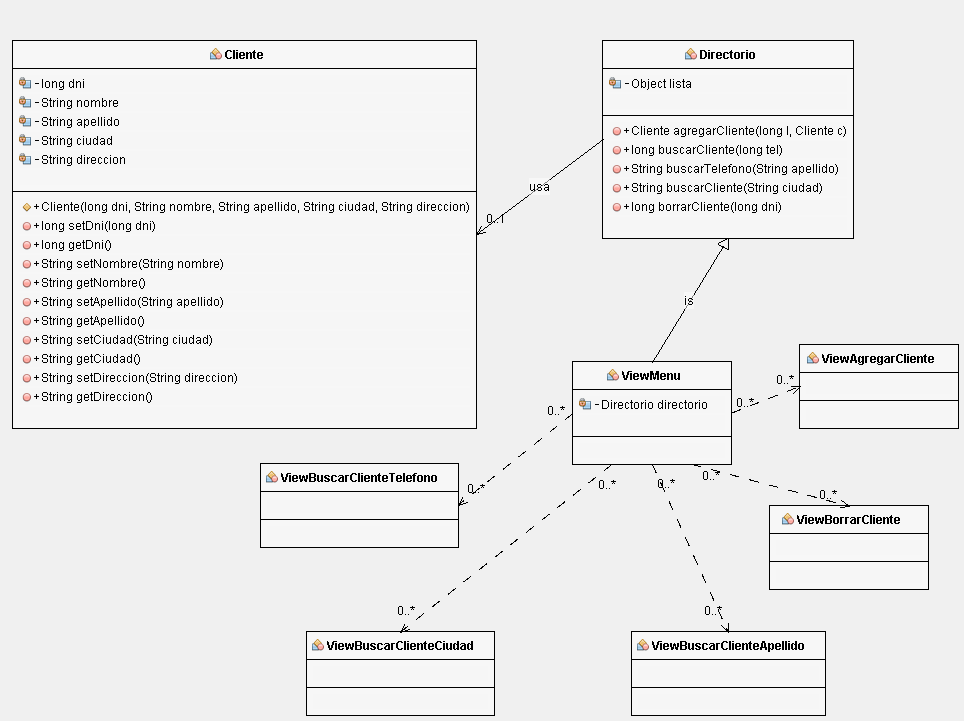 Cliente
-long dni
-String nombre
-String apellido
-String ciudad
-String direccion
+Cliente(long dni, String nombre, String apellido, String ciudad, String direccion)
+long setDni(long dni)
+long getDni()
+String setNombre(String nombre)
+String getNombre()
+String setApellido(String apellido)
+String getApellido()
+String setCiudad(String ciudad)
+String getCiudad()
+String setDireccion(String direccion)
+String getDireccion()
Directorio
-Object lista
+Cliente agregarCliente(long l, Cliente c)
+long buscarCliente(long tel)
+String buscarTelefono(String apellido)
+String buscarCliente(String ciudad)
+long borrarCliente(long dni)
usa
0..1
is
ViewMenu
-Directorio directorio
0..*
0..*
ViewAgregarCliente
0..*
0..*
ViewBuscarClienteTelefono
0..*
0..*
ViewBuscarClienteCiudad
0..*
0..*
ViewBuscarClienteApellido
0..*
0..*
ViewBorrarCliente